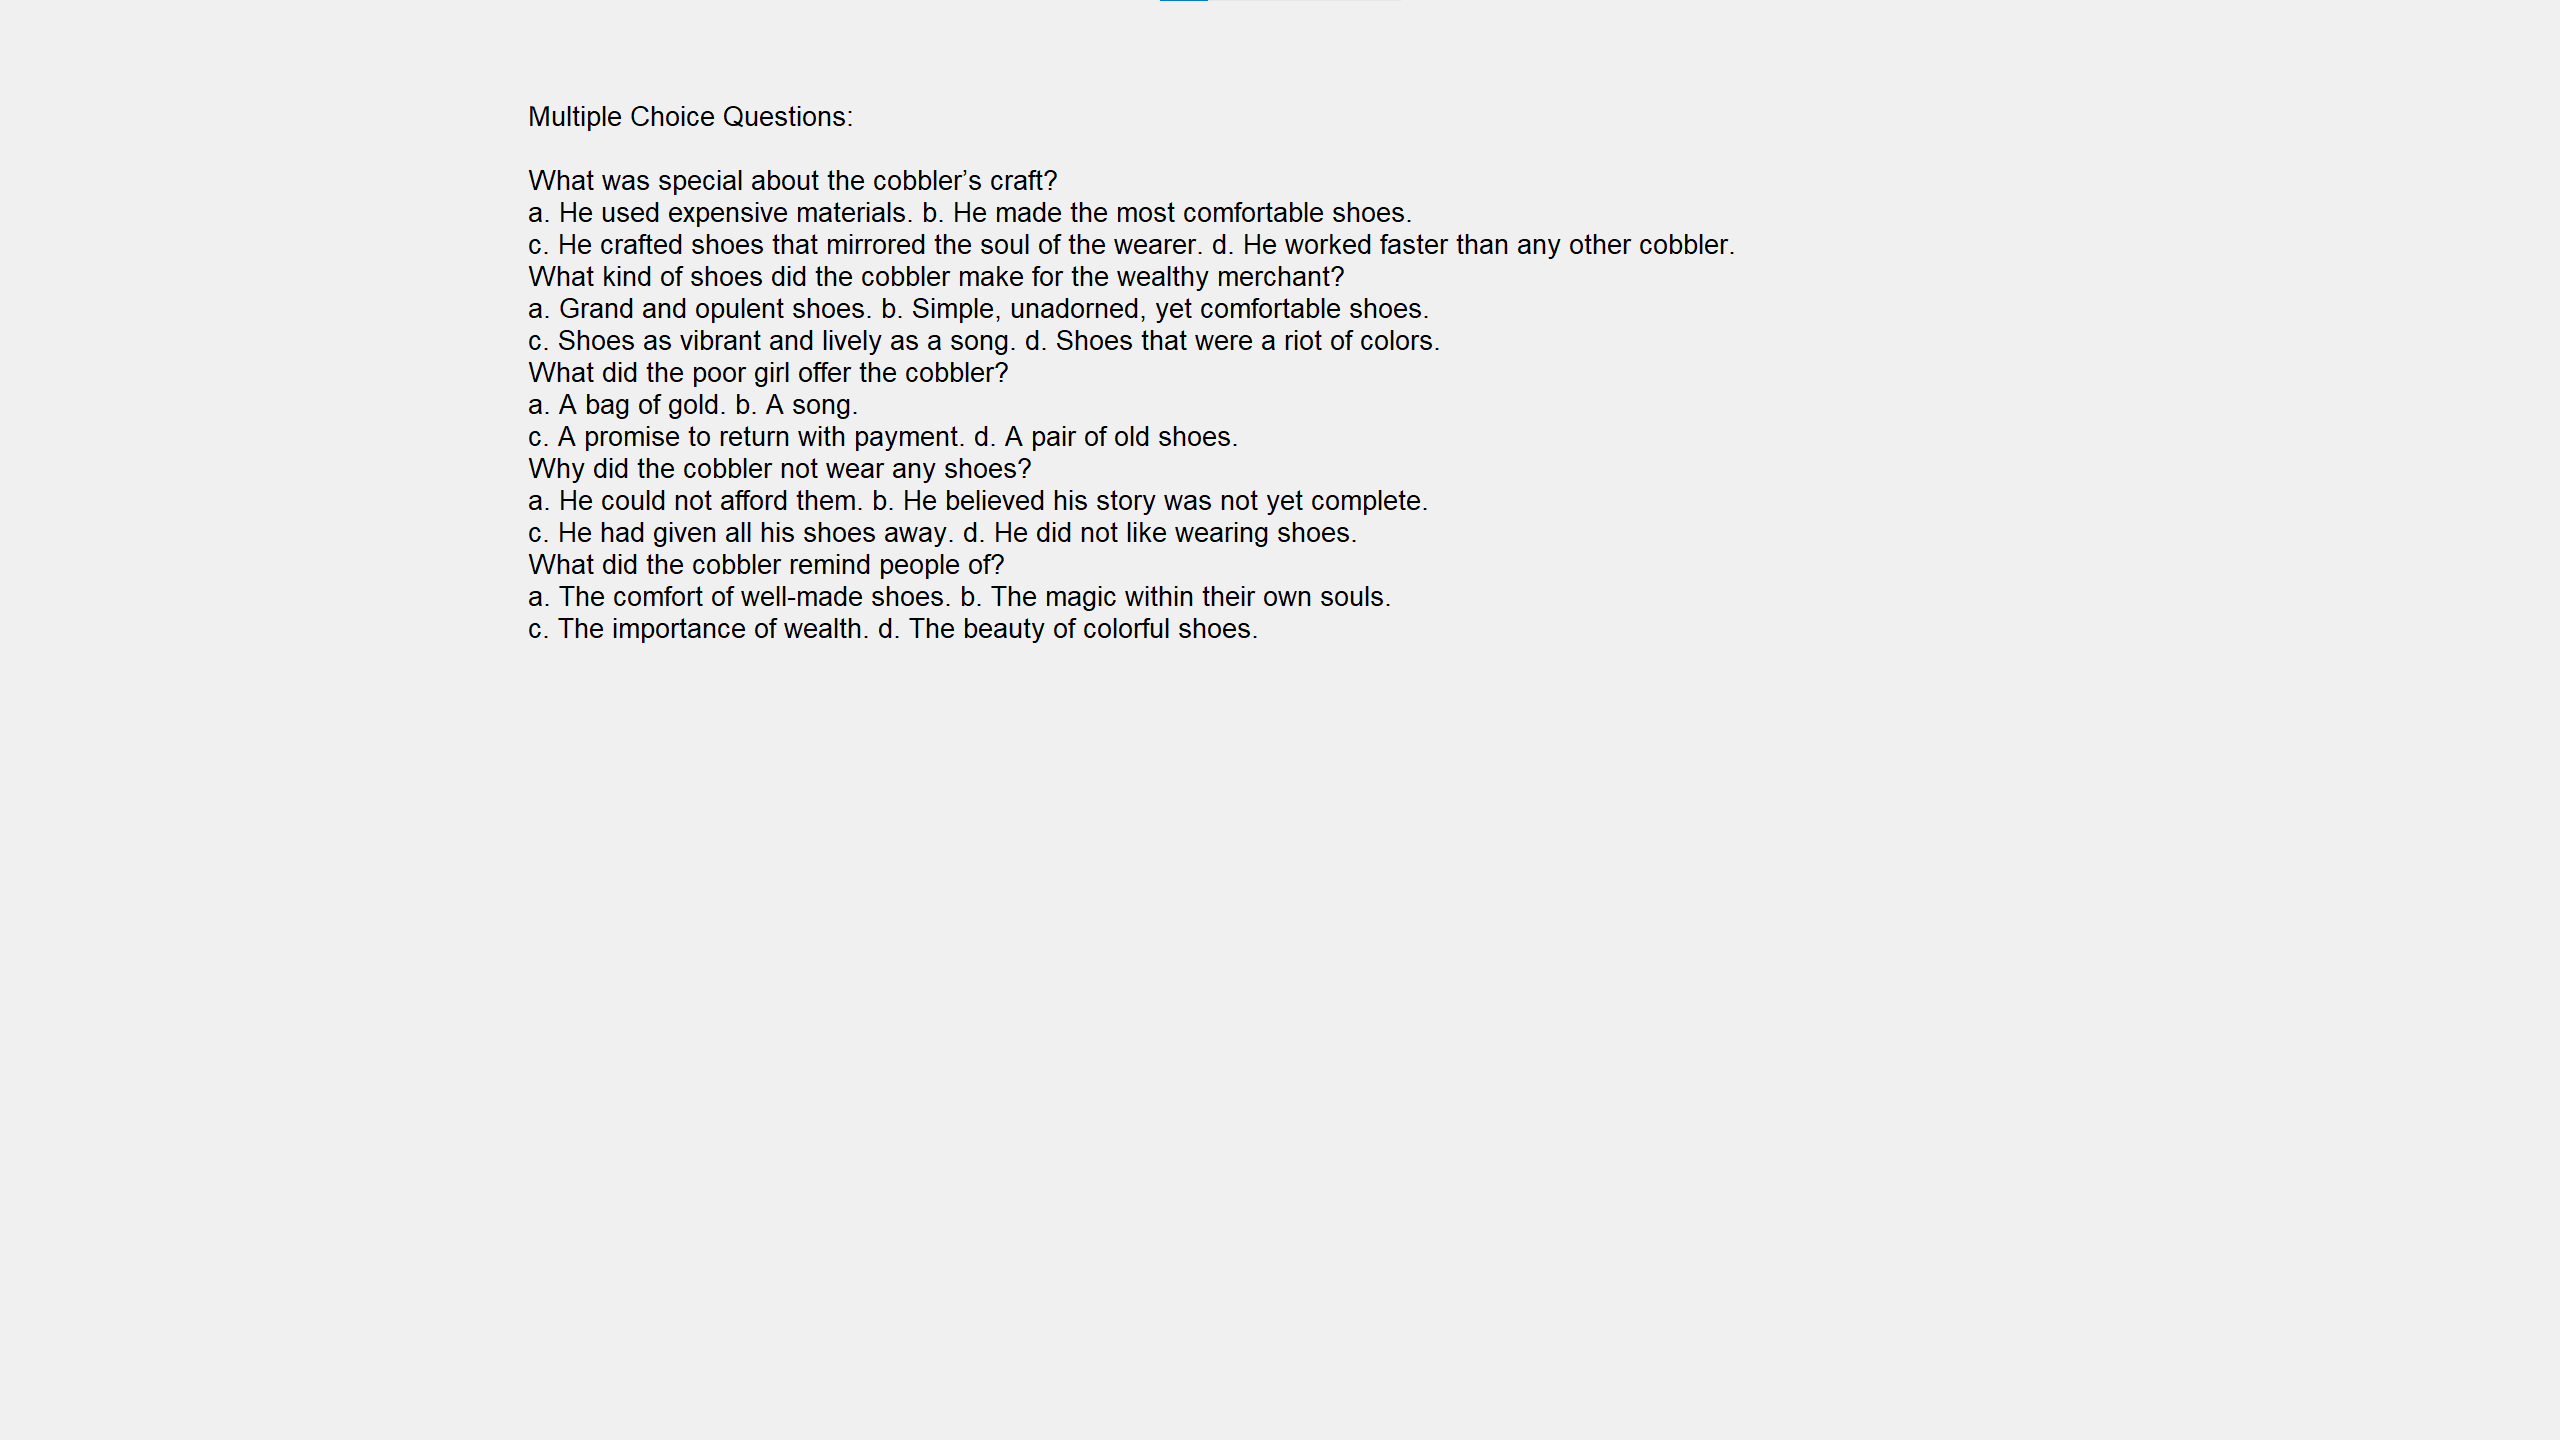 Multiple Choice Questions:
What was special about the cobbler’s craft?
a. He used expensive materials. b. He made the most comfortable shoes.
c. He crafted shoes that mirrored the soul of the wearer. d. He worked faster than any other cobbler.
What kind of shoes did the cobbler make for the wealthy merchant?
a. Grand and opulent shoes. b. Simple, unadorned, yet comfortable shoes.
c. Shoes as vibrant and lively as a song. d. Shoes that were a riot of colors.
What did the poor girl offer the cobbler?
a. A bag of gold. b. A song.
c. A promise to return with payment. d. A pair of old shoes.
Why did the cobbler not wear any shoes?
a. He could not afford them. b. He believed his story was not yet complete.
c. He had given all his shoes away. d. He did not like wearing shoes.
What did the cobbler remind people of?
a. The comfort of well-made shoes. b. The magic within their own souls.
c. The importance of wealth. d. The beauty of colorful shoes.